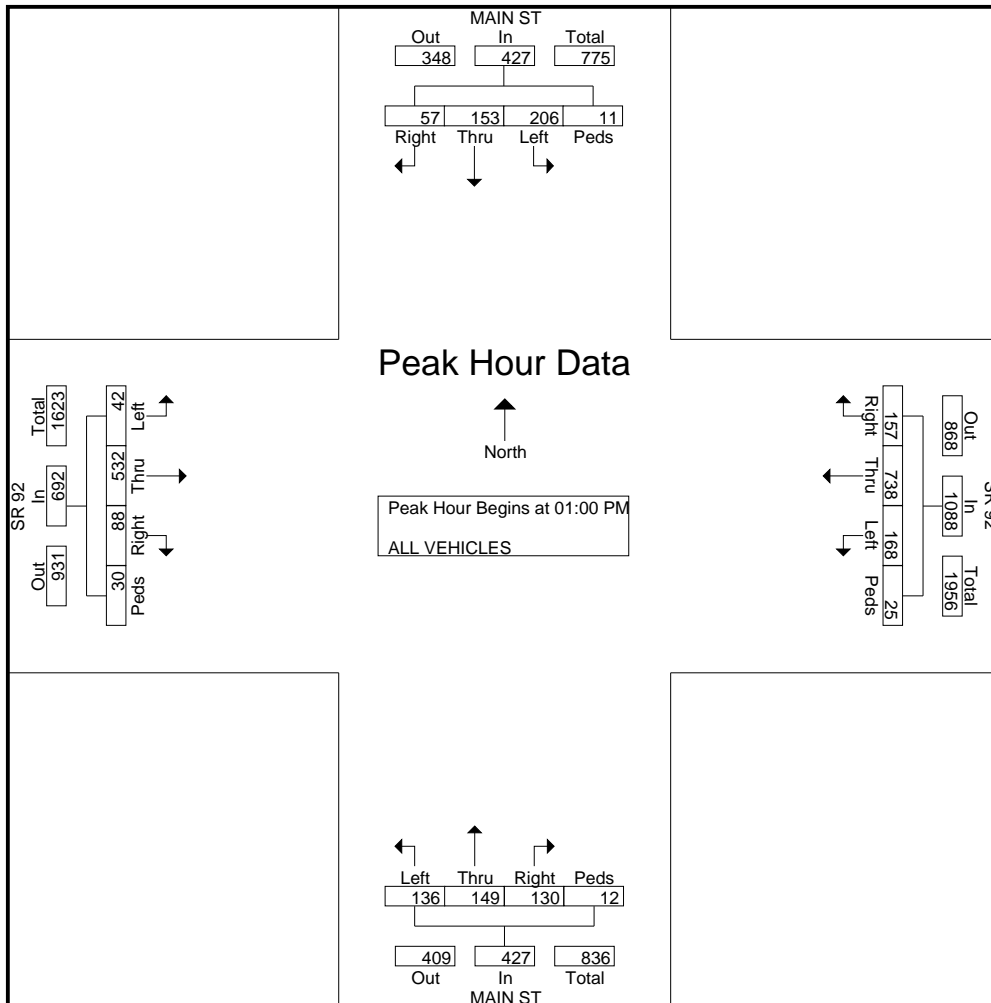 MAIN ST
Out In Total
348 427 775
57 153 206 11
Right Thru Left Peds
Peak Hour Data
North
Peak Hour Begins at 01:00 PM
ALL VEHICLES
SR 92
Out In Total
931 692 1623
30 88 532 42
Peds Right Thru Left
SR 92
Out In Total
868 1088 1956
157 738 168 25
Right Thru Left Peds
Left Thru Right Peds
136 149 130 12
409 427 836
Out In Total
MAIN ST